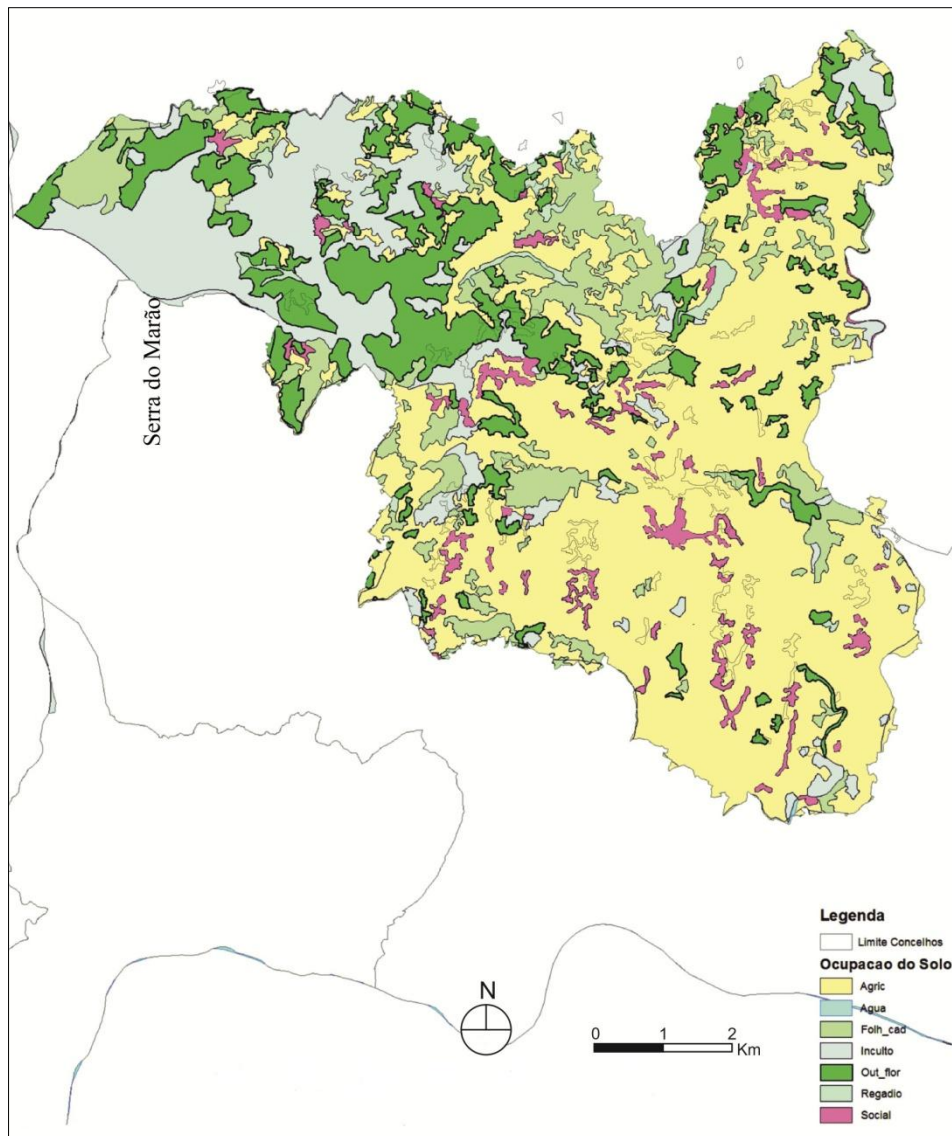 Serra do Marão
Legenda
Limite Concelhos
Ocupacao do Solo
Agric
Agua
Folh_cad
Inculto
Out_flor
Regadio
Social
N
0 1 2
Km